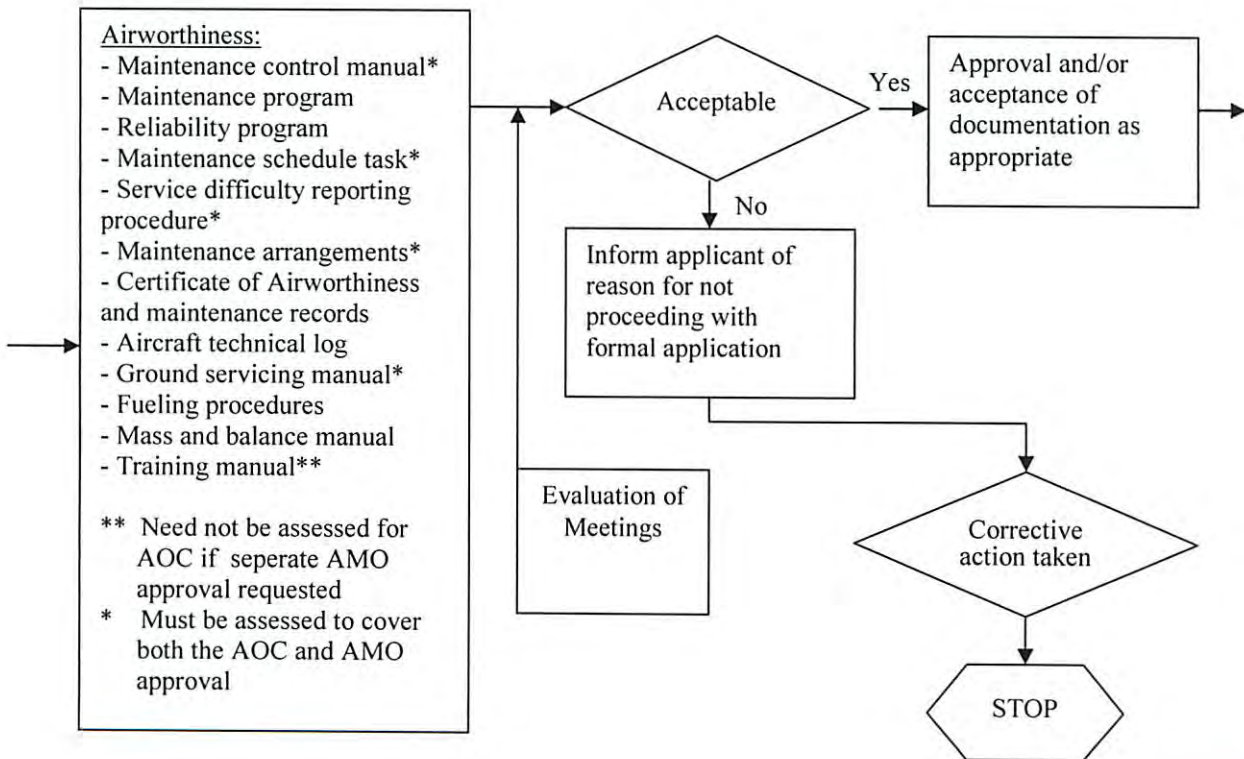 Airworthiness:
- Maintenance control manual*
- Maintenance program
- Reliability program
- Maintenance schedule task*
- Service difficulty reporting
procedure*
- Maintenance arrangements*
- Certificate of Airworthiness
and maintenance records
- Aircraft technical log
- Ground servicing manual*
- Fueling procedures
- Mass and balance manual
- Training manual**
** Need not be assessed for
AOC if seperate AMO
approval requested
* Must be assessed to cover
both the AOC and AMO
approval
Acceptable
Yes
Approval and/or
acceptance of
documentation as
appropriate
No
Inform applicant of
reason for not
proceeding with
formal application
Evaluation of
Meetings
Corrective
action taken
STOP